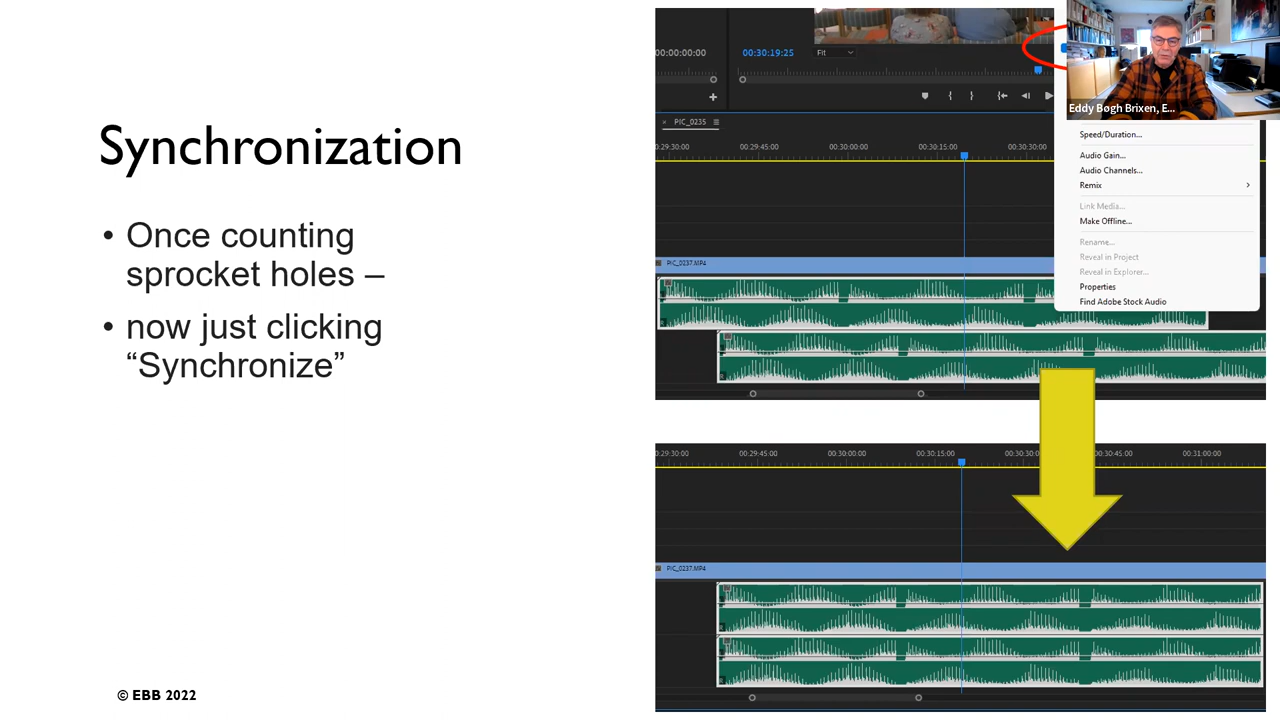 Synchronization
• Once counting
sprocket holes –
• now just clicking
“Synchronize”
© EBB 2022
00:00:00:00
00:30:19:25
Fit
Eddy Bøgh Brixen, E...
× PIC_0235
:29:30:00 00:29:45:00 00:30:00:00 00:30:15:00 00:30:30:00
PIC_0237.MP4
Speed/Duration...
Audio Gain...
Audio Channels...
Remix
Link Media...
Make Offline...
Rename...
Reveal in Project
Reveal in Explorer...
Properties
Find Adobe Stock Audio
:29:30:00 00:29:45:00 00:30:00:00 00:30:15:00 00:30:30 00:45:00 00:31:00:00
PIC_0237.MP4